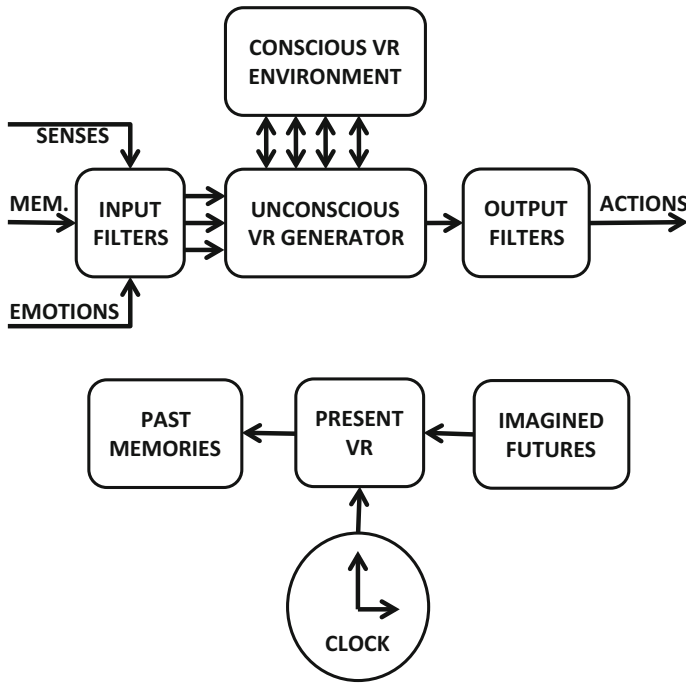 CONSCIOUS VR
ENVIRONMENT
SENSES
MEM.
INPUT
FILTERS
UNCONSCIOUS
VR GENERATOR
OUTPUT
FILTERS
ACTIONS
EMOTIONS
PAST
MEMORIES
PRESENT
VR
IMAGINED
FUTURES
CLOCK